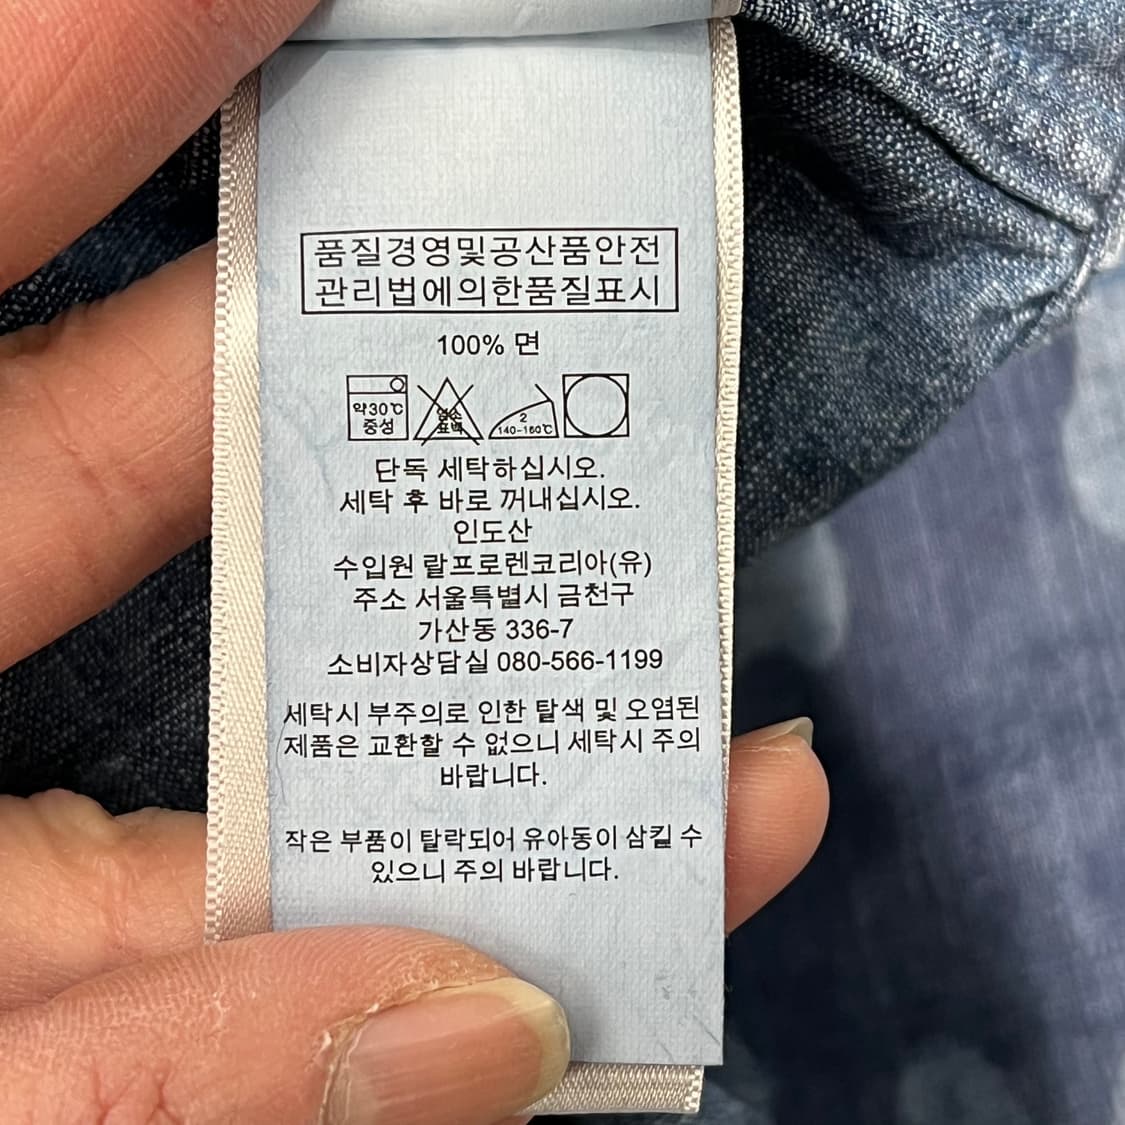 품질경영및공산품안전
관리법에의한품질표시
100% 면
약30℃
중성
염소
표백
2
140-160℃
단독 세탁하십시오.
세탁 후 바로 꺼내십시오.
인도산
수입원 랄프로렌코리아(유)
주소 서울특별시 금천구
가산동 336-7
소비자상담실 080-566-1199
세탁시 부주의로 인한 탈색 및 오염된
제품은 교환할 수 없으니 세탁시 주의
바랍니다.
작은 부품이 탈락되어 유아동이 삼킬 수
있으니 주의 바랍니다.